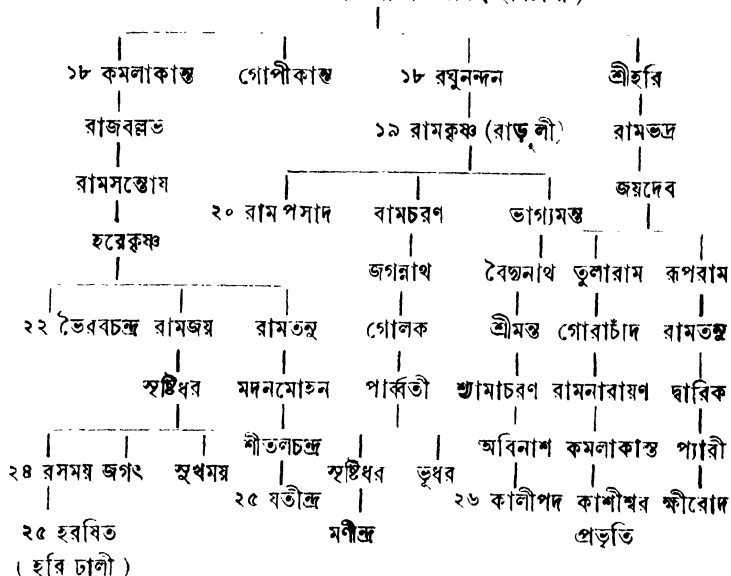 ১৮ কমলাকান্ত গোপীকান্ত ১৮ রঘুনন্দন শ্রীহরি
রাজবল্লভ ১৯ রামকৃষ্ণ (রাড়ুলী) রামভদ্র
রামসন্তোষ জয়দেব
২০ রামপসাদ বামচরণ ভাগ্যমন্ত
হরেকৃষ্ণ
জগন্নাথ বৈদ্যনাথ তুলারাম রূপরাম
২২ ভৈরবচন্দ্র রামজয় রামতনু গোলক শ্রীমন্ত গোরাচাঁদ রামতনু
সৃষ্টিধর মদনমোহন পার্ব্বতী শ্যামাচরণ রামনারায়ণ দ্বারিক
শীতলচন্দ্র অবিনাশ কমলাকান্ত প্যারী
২৪ রসময় জগৎ সুখময় সৃষ্টিধর ভূধর
২৫ যতীন্দ্র ২৬ কালীপদ কাশীশ্বর ক্ষীরোদ
২৫ হরষিত মণীন্দ্র প্রভৃতি
( হরি ঢালী )